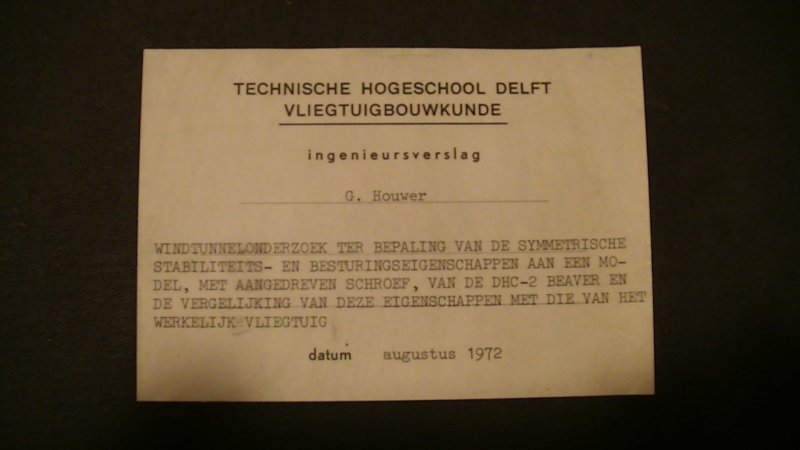 TECHNISCHE HOGESCHOOL DELFT
VLIEGTUIGBOUWKUNDE
ingenieursverslag
G. Houwer
WINDTUNNELONDERZOEK TER BEPALING VAN DE SYMMETRISCHE
STABILITEITS- EN BESTURINGSEIGENSCHAPPEN AAN EEN MO-
DEL, MET AANGEDREVEN SCHROEF, VAN DE DHC-2 BEAVER EN
DE VERGELIJKING VAN DEZE EIGENSCHAPPEN MET DIE VAN HET
WERKELIJKe VLIEGTUIG
datum augustus 1972